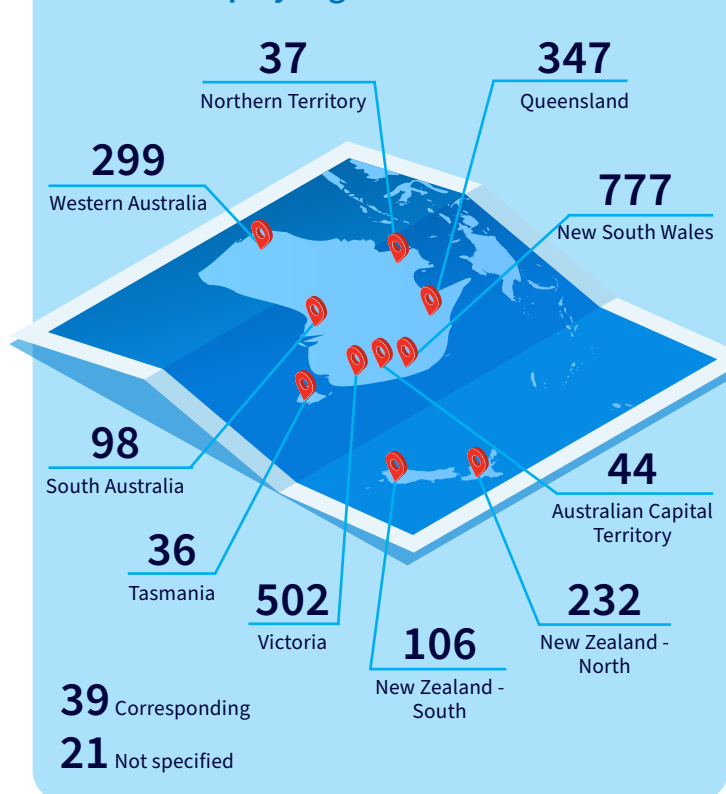 37
Northern Territory
347
Queensland
299
Western Australia
777
New South Wales
98
South Australia
44
Australian Capital
Territory
36
Tasmania
502
Victoria
232
New Zealand -
North
106
New Zealand -
South
39 Corresponding
21 Not specified